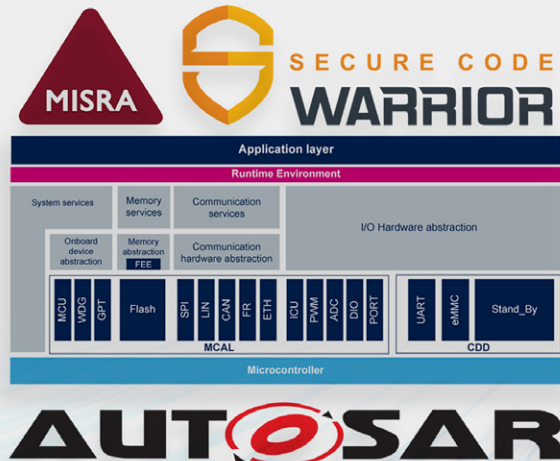 MISRA
SECURE CODE
WARRIOR
Application layer
Runtime Environment
System services
Memory
services
Communication
services
I/O Hardware abstraction
Onboard
device
abstraction
Memory
abstraction
FEE
Communication
hardware abstraction
MCU
WDG
GPT
Flash
SPI
LIN
CAN
FR
ETH
ICU
PWM
ADC
DIO
PORT
UART
eMMC
Stand_By
MCAL
CDD
Microcontroller
AUTOSAR